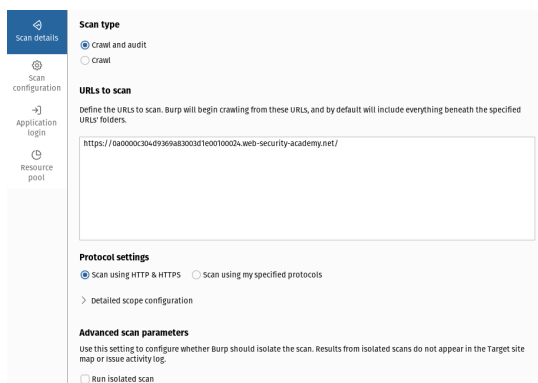 Scan details
Scan
configuration
Application
login
Resource
pool
Scan type
Crawl and audit
Crawl
URLs to scan
Define the URLs to scan. Burp will begin crawling from these URLs, and by default will include everything beneath the specified
URLs' folders.
https://0a0000c304d9369a83003d1e00100024.web-security-academy.net/
Protocol settings
Scan using HTTP & HTTPS
Scan using my specified protocols
Detailed scope configuration
Advanced scan parameters
Use this setting to configure whether Burp should isolate the scan. Results from isolated scans do not appear in the Target site
map or Issue activity log.
Run isolated scan